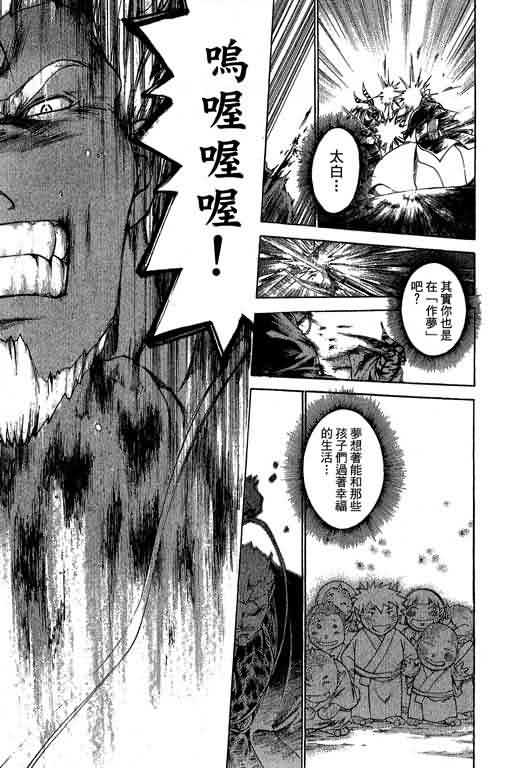 太白…
其實你也是
在「作夢」
吧？
夢想著能和那些
孩子們過著幸福
的生活…
嗚喔喔喔！